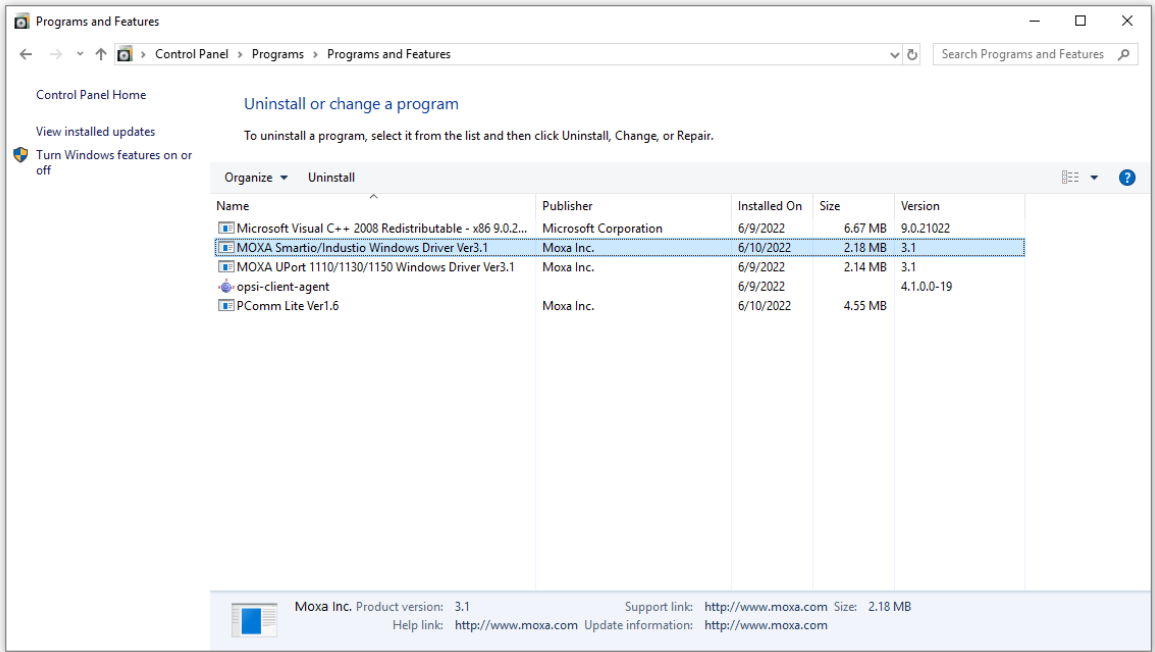 Programs and Features
Control Panel > Programs > Programs and Features
Search Programs and Features
Control Panel Home
View installed updates
Turn Windows features on or
off
Uninstall or change a program
To uninstall a program, select it from the list and then click Uninstall, Change, or Repair.
Organize Uninstall
?
Name Publisher Installed On Size Version
Microsoft Visual C++ 2008 Redistributable - x86 9.0.2... Microsoft Corporation 6/9/2022 6.67 MB 9.0.21022
MOXA Smartio/Industio Windows Driver Ver3.1 Moxa Inc. 6/10/2022 2.18 MB 3.1
MOXA UPort 1110/1130/1150 Windows Driver Ver3.1 Moxa Inc. 6/9/2022 2.14 MB 3.1
opsi-client-agent 6/9/2022 4.1.0.0-19
PComm Lite Ver1.6 Moxa Inc. 6/10/2022 4.55 MB
Moxa Inc. Product version: 3.1 Support link: http://www.moxa.com Size: 2.18 MB
Help link: http://www.moxa.com Update information: http://www.moxa.com